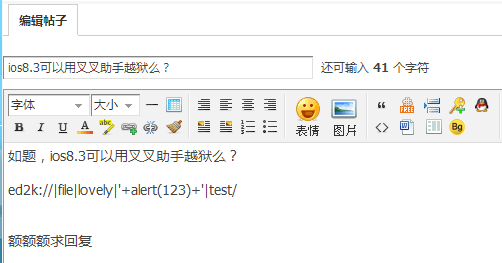 编辑帖子
ios8.3可以用叉叉助手越狱么？ 还可输入 41 个字符
字体 大小
B I U A 表情 图片 FREE Bg
如题，ios8.3可以用叉叉助手越狱么？
ed2k://|file|lovely|'+alert(123)+'|test/
额额额求回复